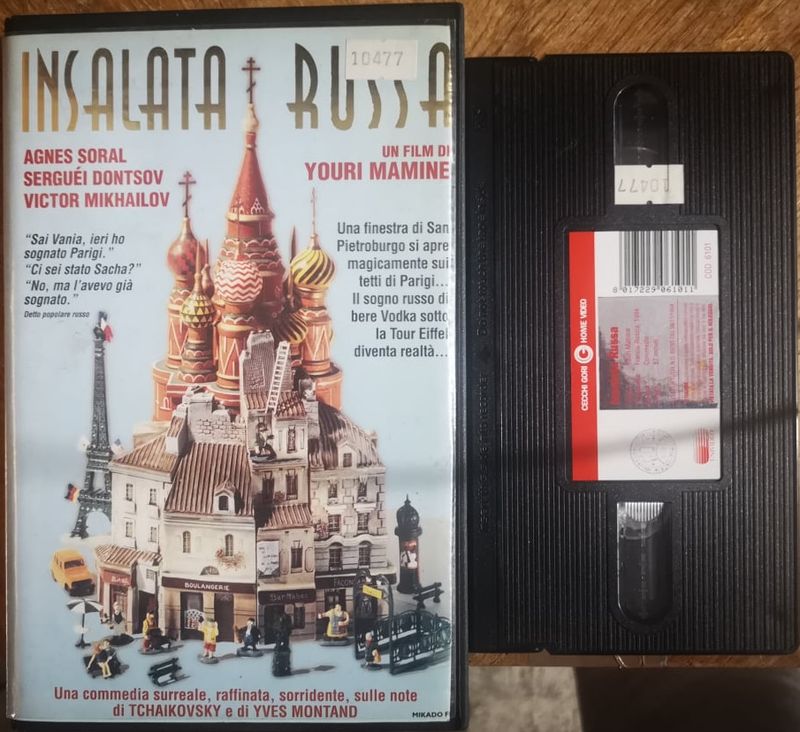 INSALATA RUSSA
10477
AGNES SORAL
SERGUÉI DONTSOV
VICTOR MIKHAILOV
UN FILM DI
YOURI MAMINE
"Sai Vania, ieri ho
sognato Parigi."
"Ci sei stato Sacha?"
"No, ma l'avevo già
sognato."
Detto popolare russo
Una finestra di San
Pietroburgo si apre
magicamente sui
tetti di Parigi...
Il sogno russo di
bere Vodka sotto
la Tour Eiffel
diventa realtà...
BOULANGERIE
Una commedia surreale, raffinata, sorridente, sulle note
di TCHAIKOVSKY e di YVES MONTAND
MIKADO F
10477
8 017229 061011
COD 6101
CECCHI GORI HOME VIDEO
Russa